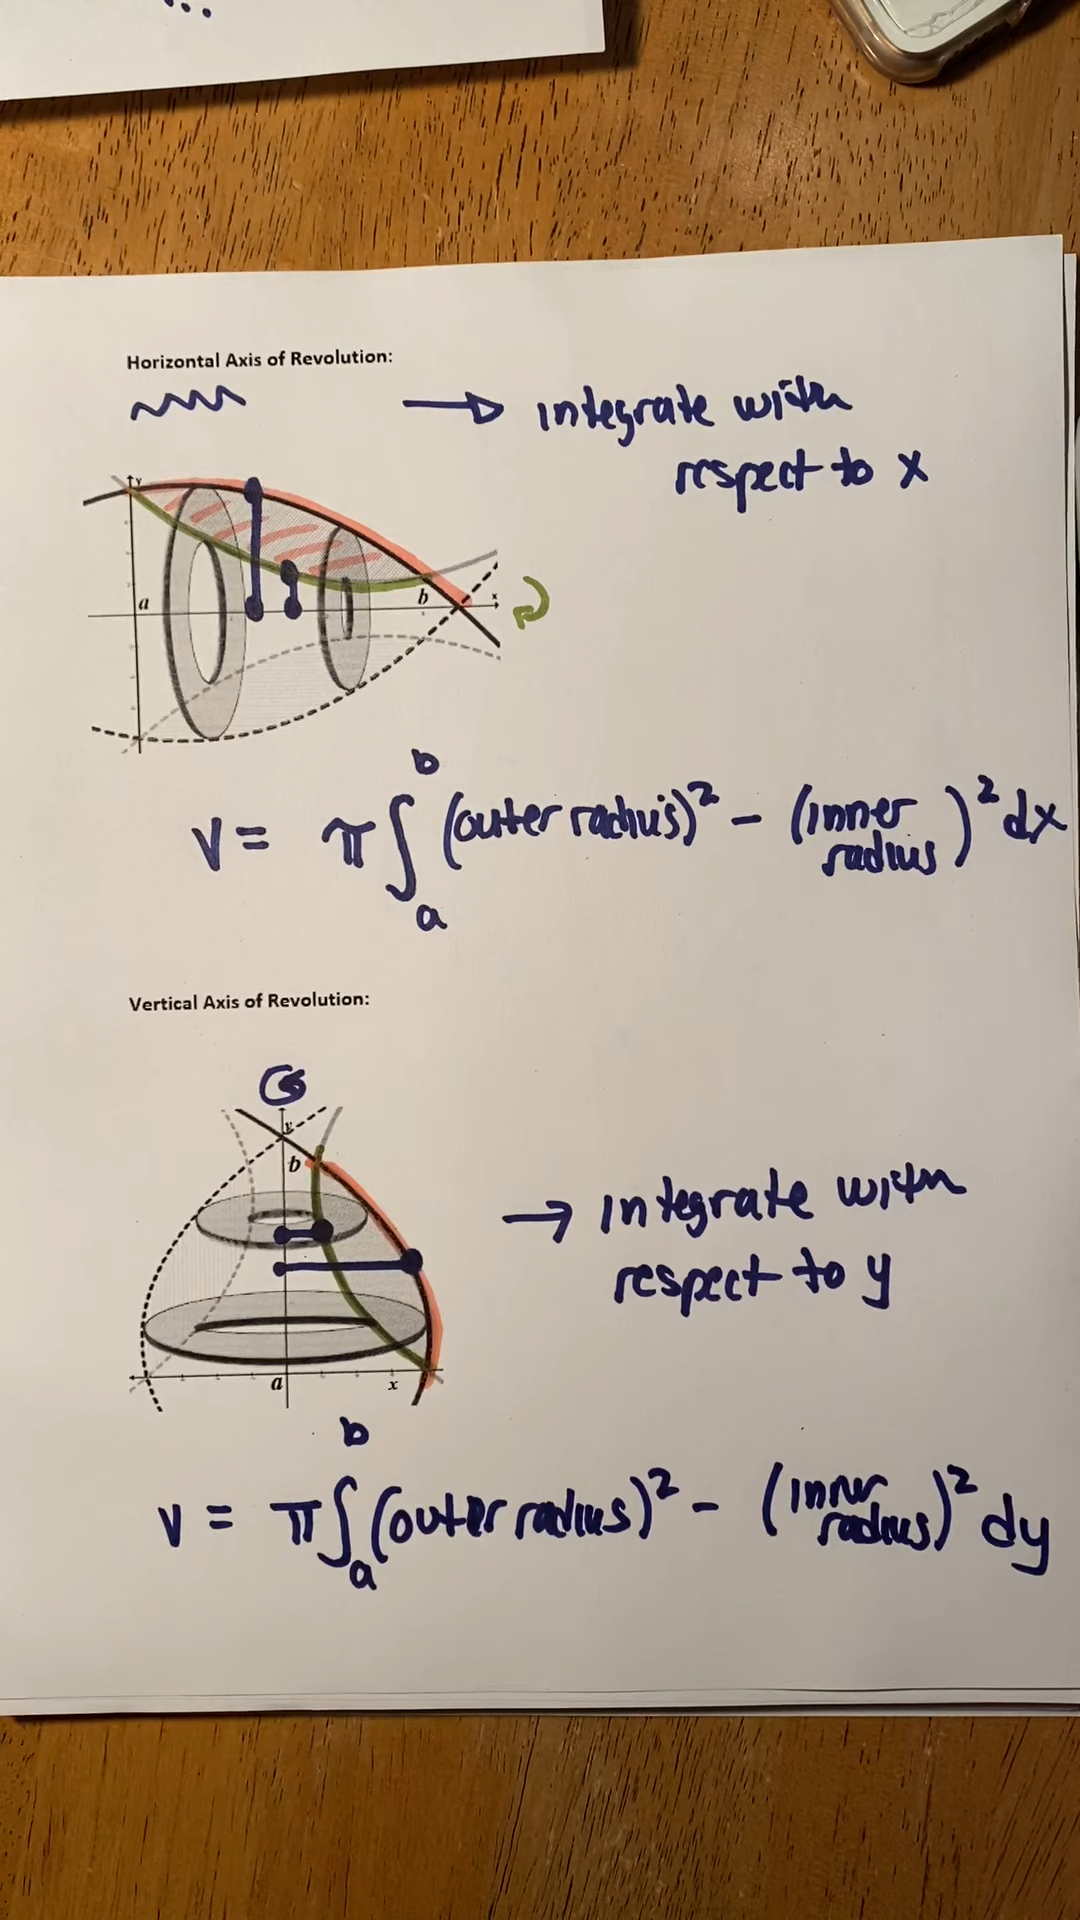 Horizontal Axis of Revolution:
→ integrate with
respect to x
y
a
b
x
b
V = π∫(outer radius)² - (inner radius)² dx
a
Vertical Axis of Revolution:
y
b
→ integrate with
respect to y
a
x
b
V = π∫(outer radius)² - (inner radius)² dy
a